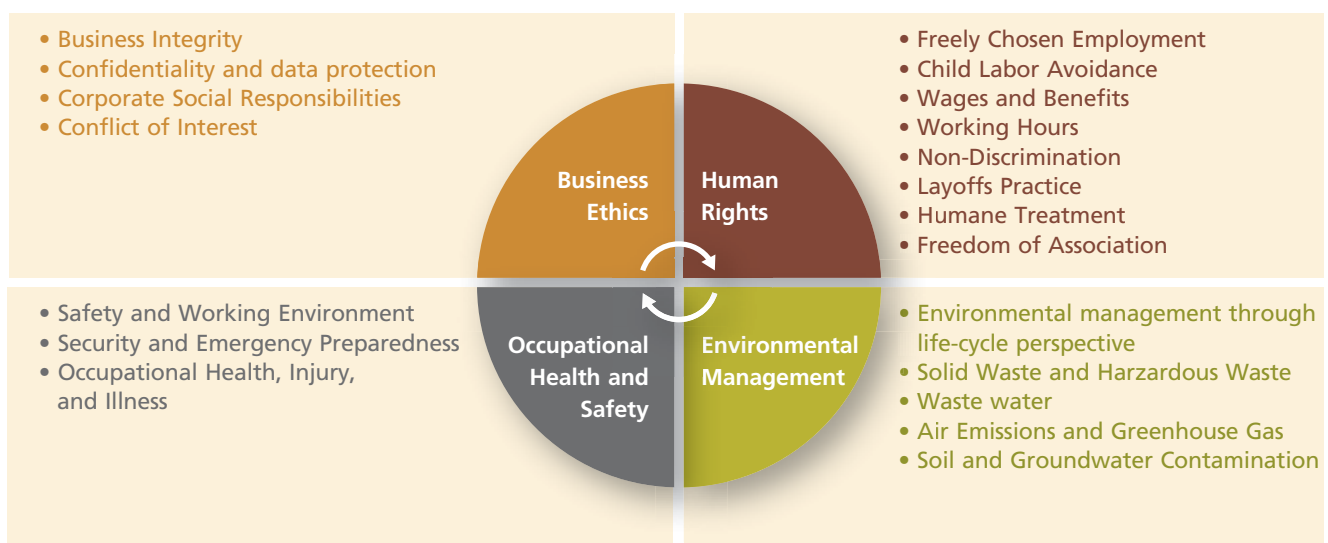 • Business Integrity
• Confidentiality and data protection
• Corporate Social Responsibilities
• Conflict of Interest
Business
Ethics
Human
Rights
• Freely Chosen Employment
• Child Labor Avoidance
• Wages and Benefits
• Working Hours
• Non-Discrimination
• Layoffs Practice
• Humane Treatment
• Freedom of Association
• Safety and Working Environment
• Security and Emergency Preparedness
• Occupational Health, Injury,
and Illness
Occupational
Health and
Safety
Environmental
Management
• Environmental management through
life-cycle perspective
• Solid Waste and Harzardous Waste
• Waste water
• Air Emissions and Greenhouse Gas
• Soil and Groundwater Contamination